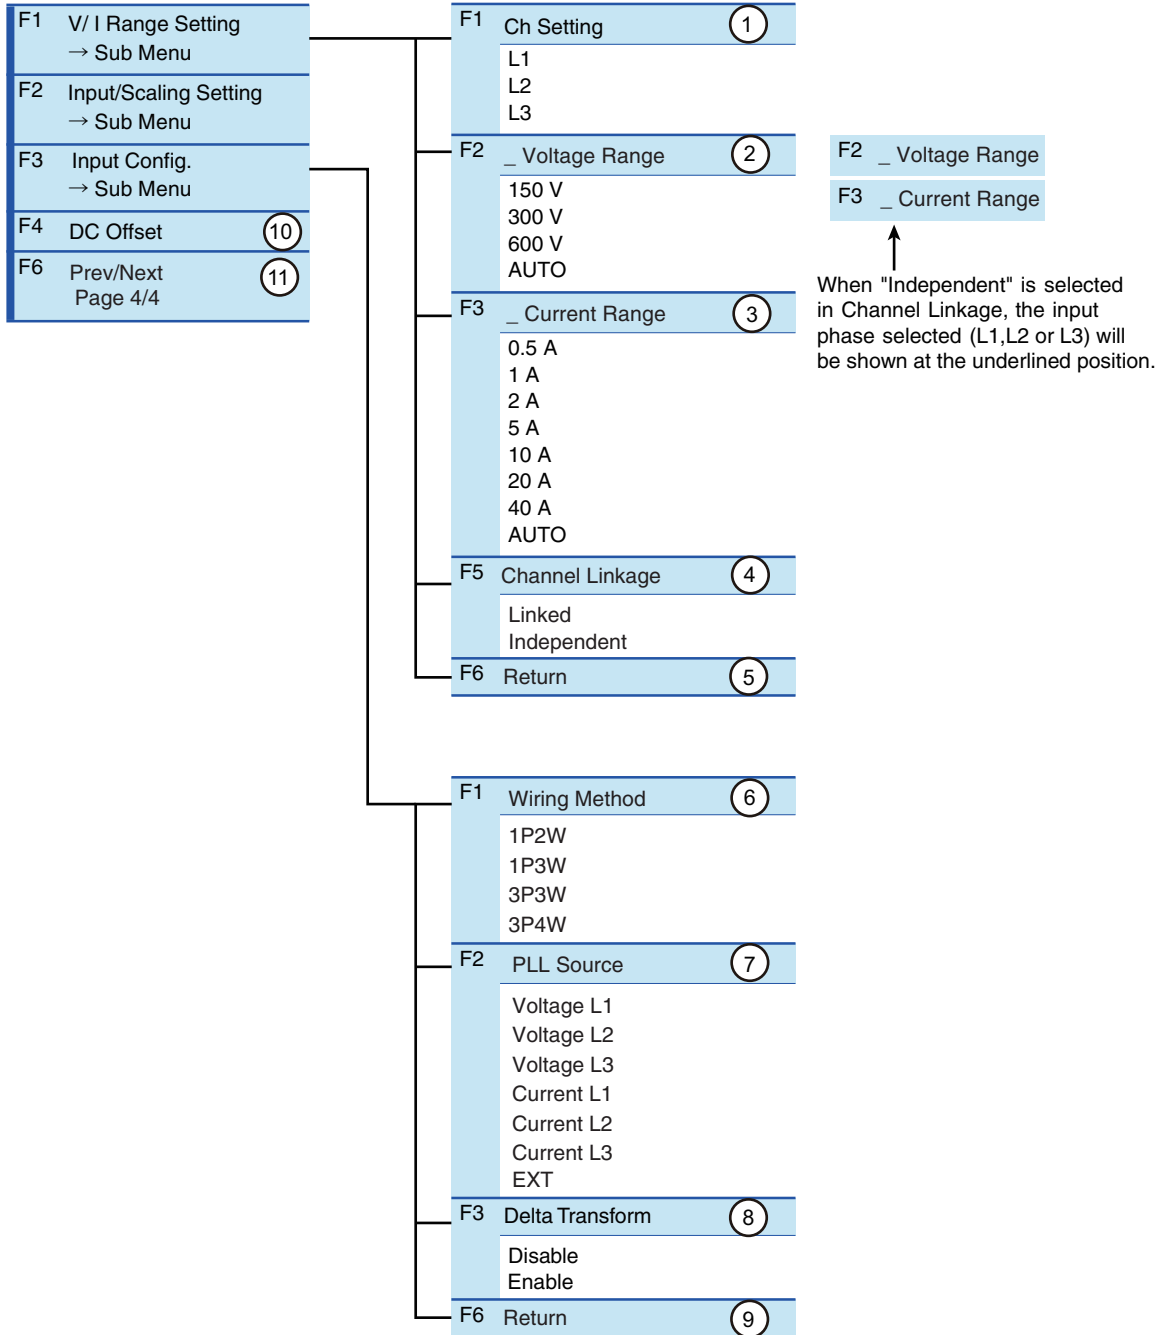 F1 V/ I Range Setting
→ Sub Menu
F2 Input/Scaling Setting
→ Sub Menu
F3 Input Config.
→ Sub Menu
F4 DC Offset 10
F6 Prev/Next 11
Page 4/4
F1 Ch Setting 1
L1
L2
L3
F2 _ Voltage Range 2
150 V
300 V
600 V
AUTO
F3 _ Current Range 3
0.5 A
1 A
2 A
5 A
10 A
20 A
40 A
AUTO
F5 Channel Linkage 4
Linked
Independent
F6 Return 5
F2 _ Voltage Range
F3 _ Current Range
When "Independent" is selected
in Channel Linkage, the input
phase selected (L1,L2 or L3) will
be shown at the underlined position.
F1 Wiring Method 6
1P2W
1P3W
3P3W
3P4W
F2 PLL Source 7
Voltage L1
Voltage L2
Voltage L3
Current L1
Current L2
Current L3
EXT
F3 Delta Transform 8
Disable
Enable
F6 Return 9